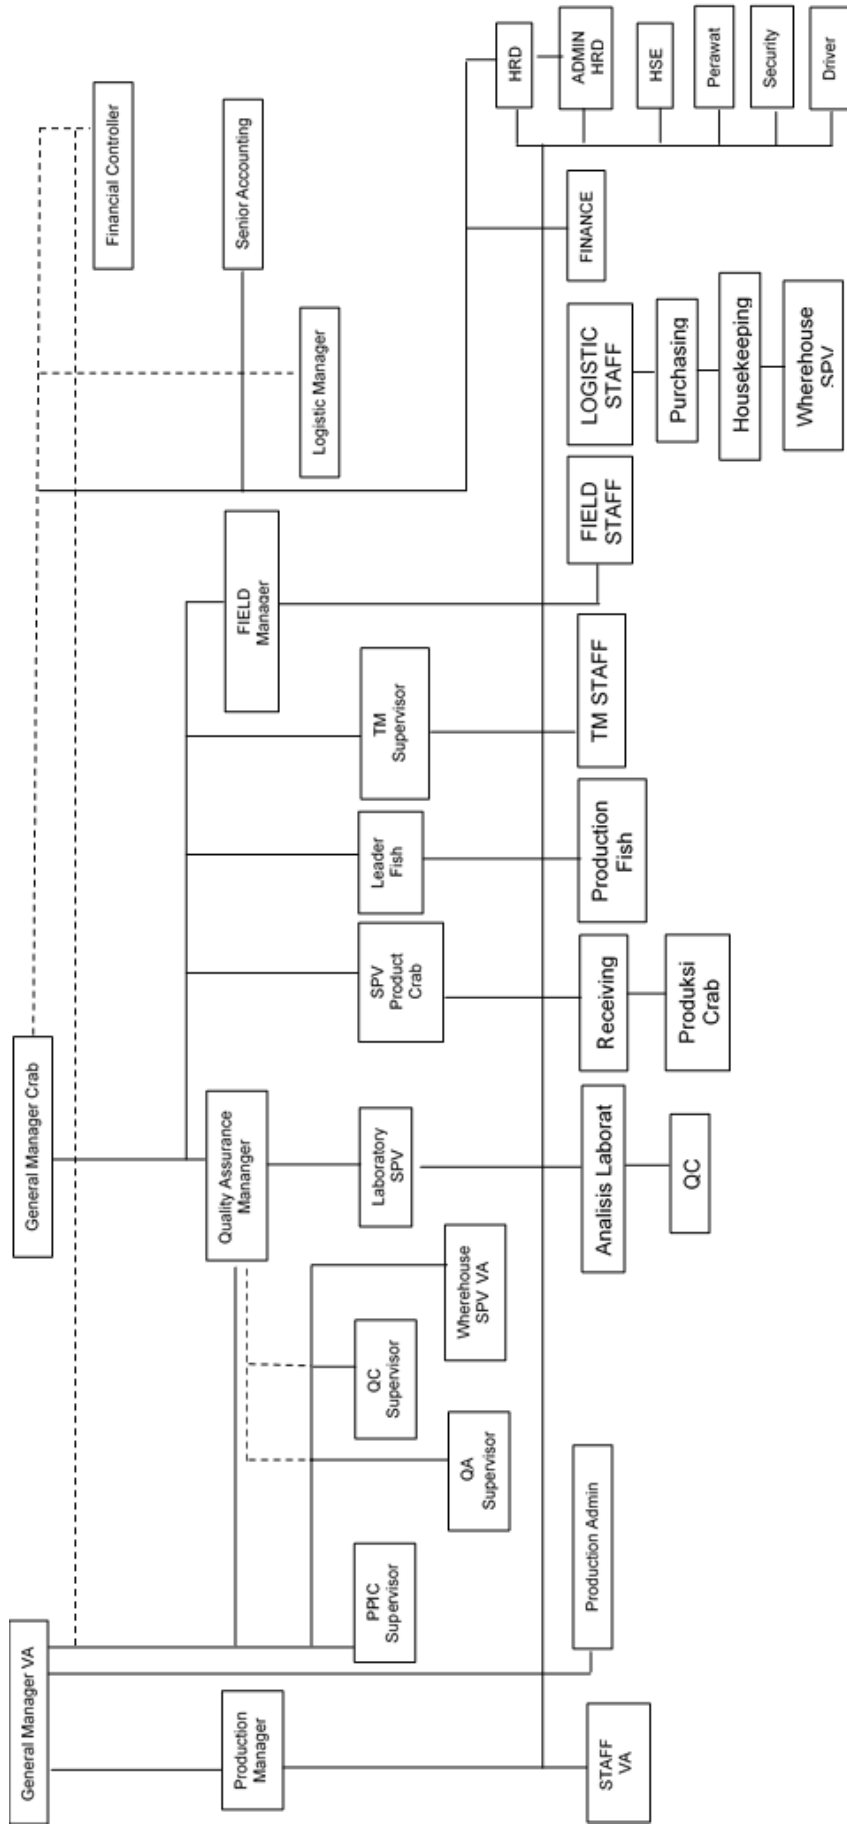 General Manager VA
General Manager Crab
Financial Controller
Production
Manager
Quality Assurance
Mananger
FIELD
Manager
Senior Accounting
Logistic Manager
PPIC
Supervisor
QC
Supervisor
QA
Supervisor
Wherehouse
SPV VA
Laboratory
SPV
SPV
Product
Crab
Leader
Fish
TM
Supervisor
HRD
ADMIN
HRD
HSE
Perawat
Security
Driver
STAFF
VA
Production Admin
Analisis Laborat
QC
Receiving
Produksi
Crab
Production
Fish
TM STAFF
FIELD
STAFF
LOGISTIC
STAFF
Purchasing
Housekeeping
Wherehouse
SPV
FINANCE